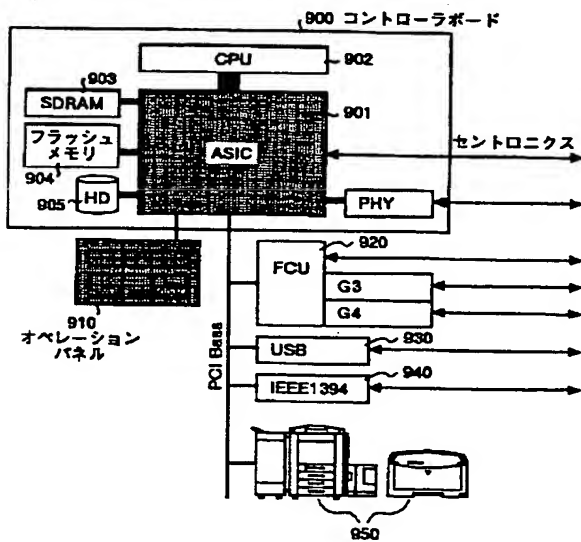 900 コントローラボード
CPU
902
903
SDRAM
901
フラッシュ
メモリ
904
ASIC
セントロニクス
905
HD
PHY
920
FCU
G3
G4
910
オペレーション
パネル
PCI Bass
930
USB
940
IEEE1394
950